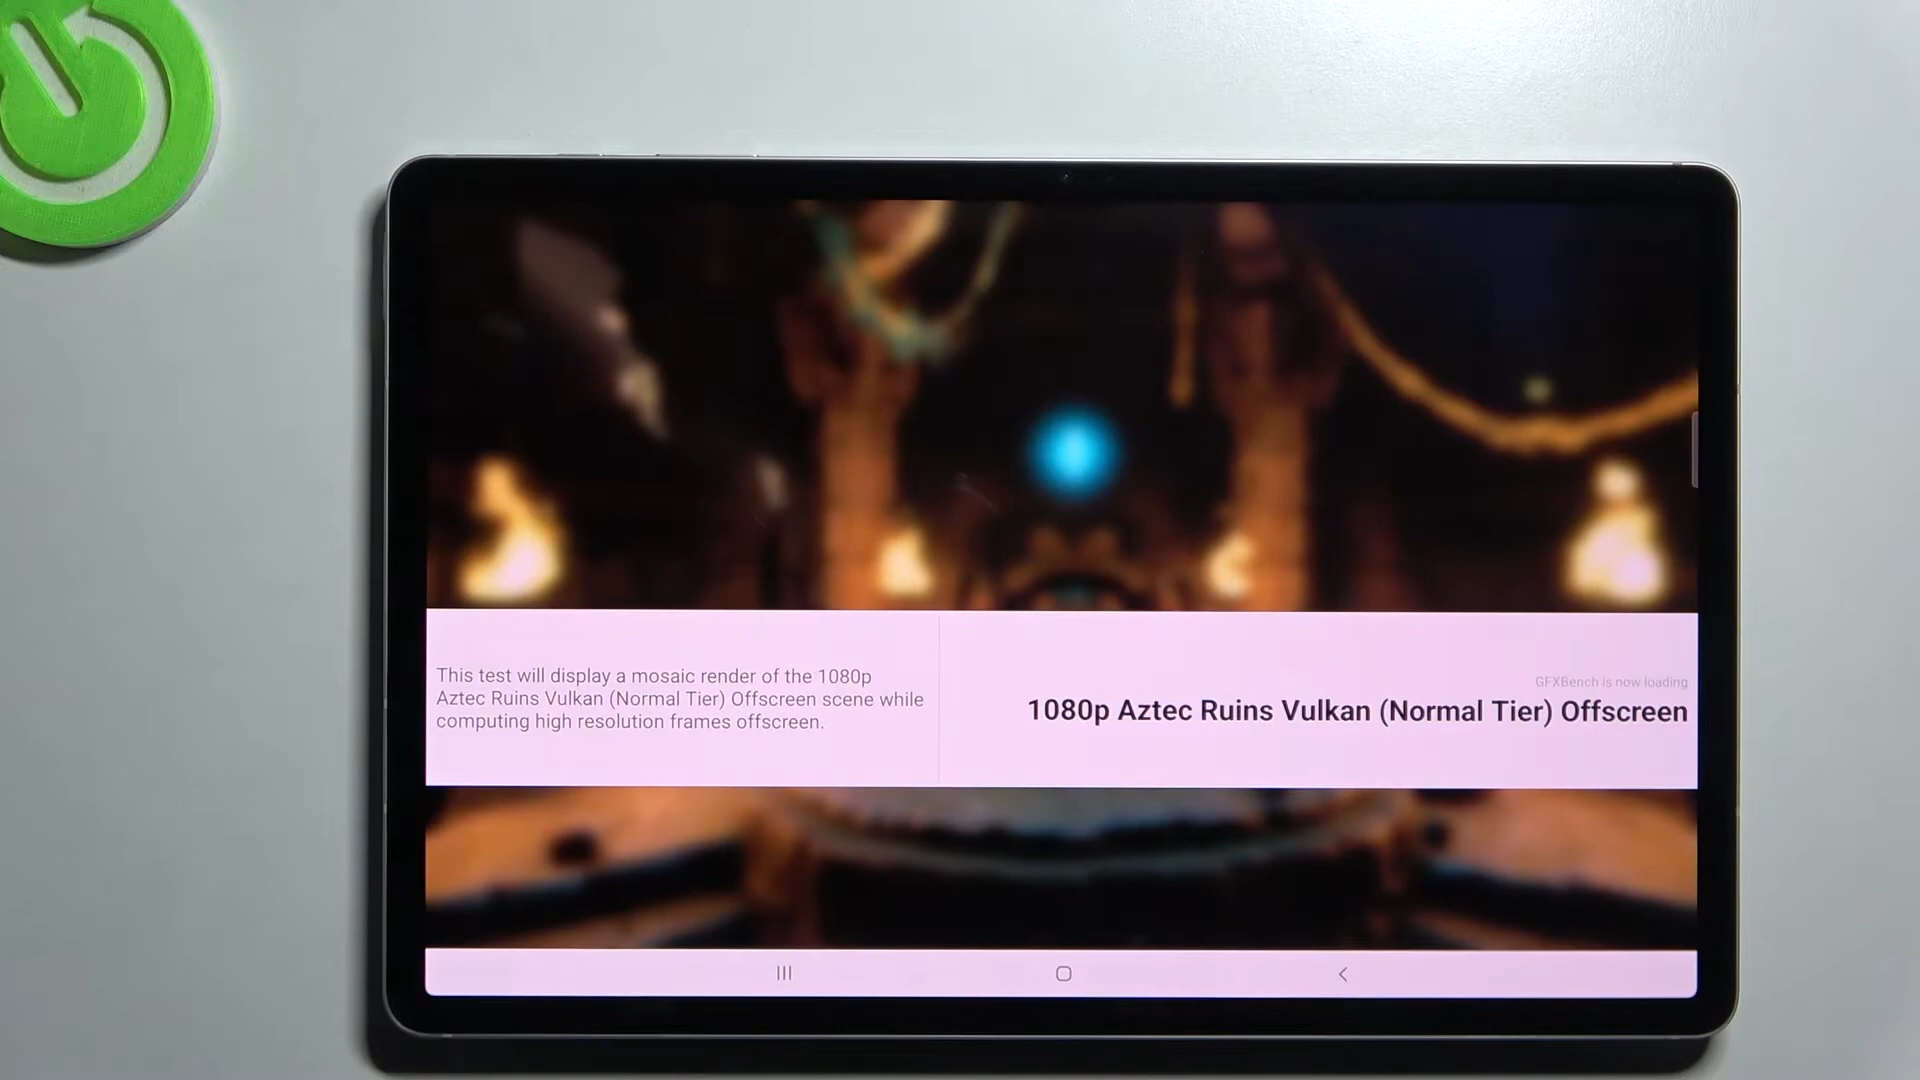 This test will display a mosaic render of the 1080p
Aztec Ruins Vulkan (Normal Tier) Offscreen scene while
computing high resolution frames offscreen.
GFXBench is now loading
1080p Aztec Ruins Vulkan (Normal Tier) Offscreen